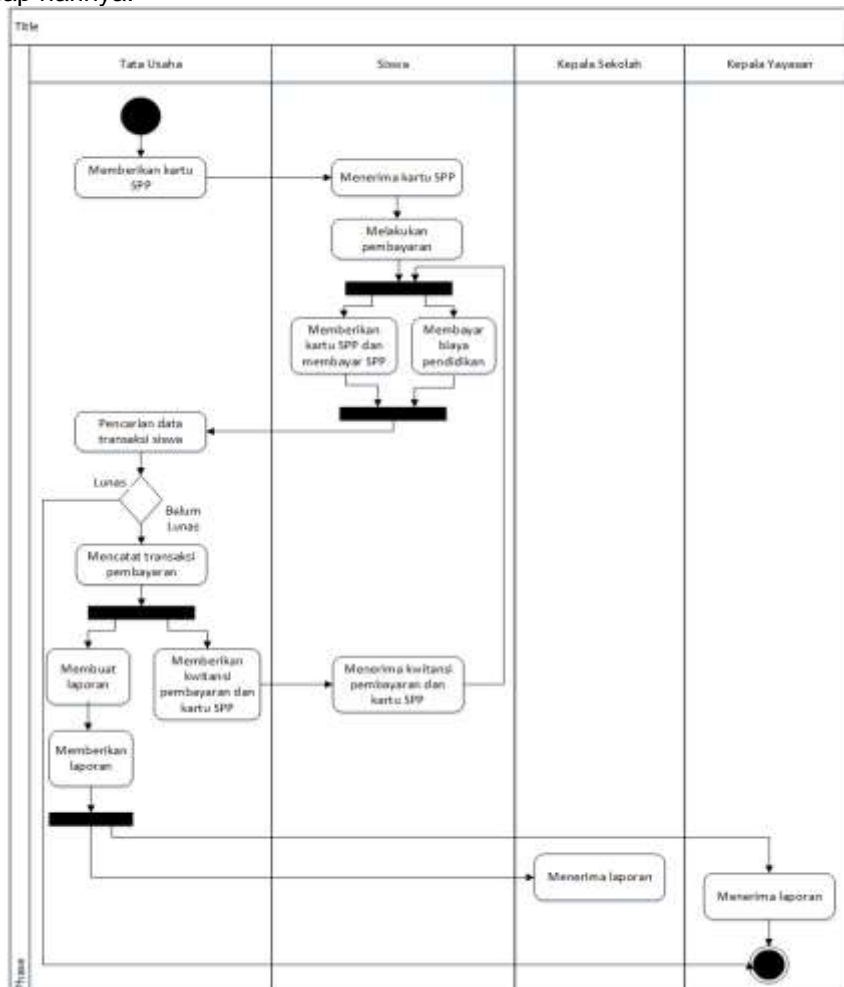 Title
Tata Usaha
Siswa
Kepala Sekolah
Kepala Yayasan
Memberikan kartu
SPP
Menerima kartu SPP
Melakukan
pembayaran
Memberikan
kartu SPP dan
membayar SPP
Membayar
biaya
pendidikan
Pencarian data
transaksi siswa
Lunas
Belum
Lunas
Mencatat transaksi
pembayaran
Membuat
laporan
Memberikan
kwitansi
pembayaran dan
kartu SPP
Menerima kwitansi
pembayaran dan
kartu SPP
Memberikan
laporan
Menerima laporan
Menerima laporan
Phase